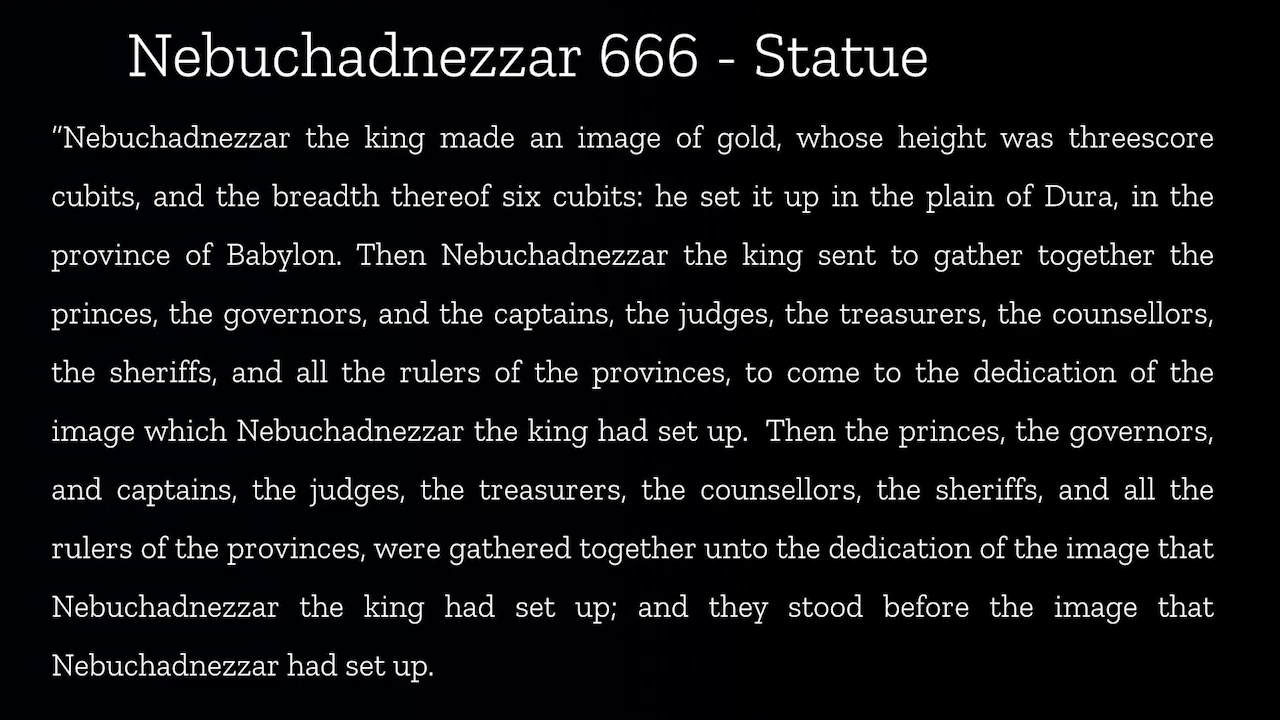 Nebuchadnezzar 666 - Statue
"Nebuchadnezzar the king made an image of gold, whose height was threescore
cubits, and the breadth thereof six cubits: he set it up in the plain of Dura, in the
province of Babylon. Then Nebuchadnezzar the king sent to gather together the
princes, the governors, and the captains, the judges, the treasurers, the counsellors,
the sheriffs, and all the rulers of the provinces, to come to the dedication of the
image which Nebuchadnezzar the king had set up.  Then the princes, the governors,
and captains, the judges, the treasurers, the counsellors, the sheriffs, and all the
rulers of the provinces, were gathered together unto the dedication of the image that
Nebuchadnezzar the king had set up; and they stood before the image that
Nebuchadnezzar had set up.